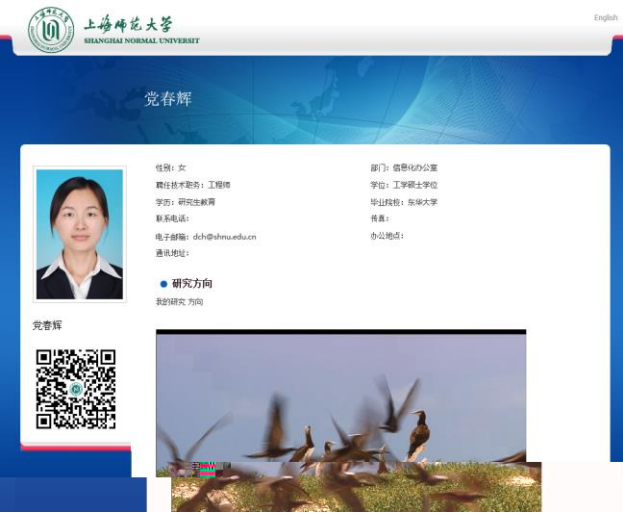 English
上海师范大学
SHANGHAI NORMAL UNIVERSIT
党春辉
性别：女
部门：信息化办公室
聘任技术职务：工程师
学位：工学硕士学位
学历：研究生教育
毕业院校：东华大学
联系电话：
传真：
电子邮箱：dch@shnu.edu.cn
办公地点：
通讯地址：
研究方向
我的研究 方向
党春辉